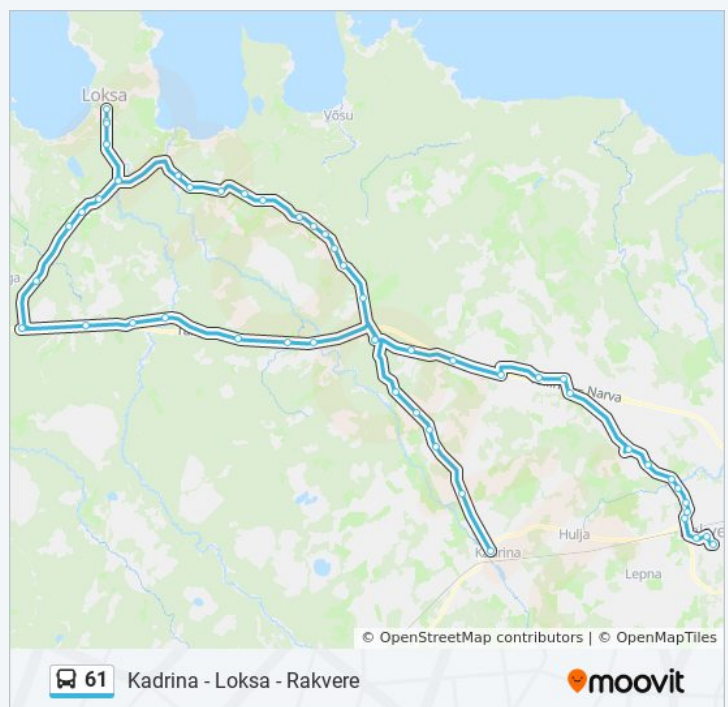 Loksa
Võsu
Narva
Hulja
Kadrina
Lepna
© OpenStreetMap contributors | © OpenMapTiles
61 Kadrina - Loksa - Rakvere
moovit